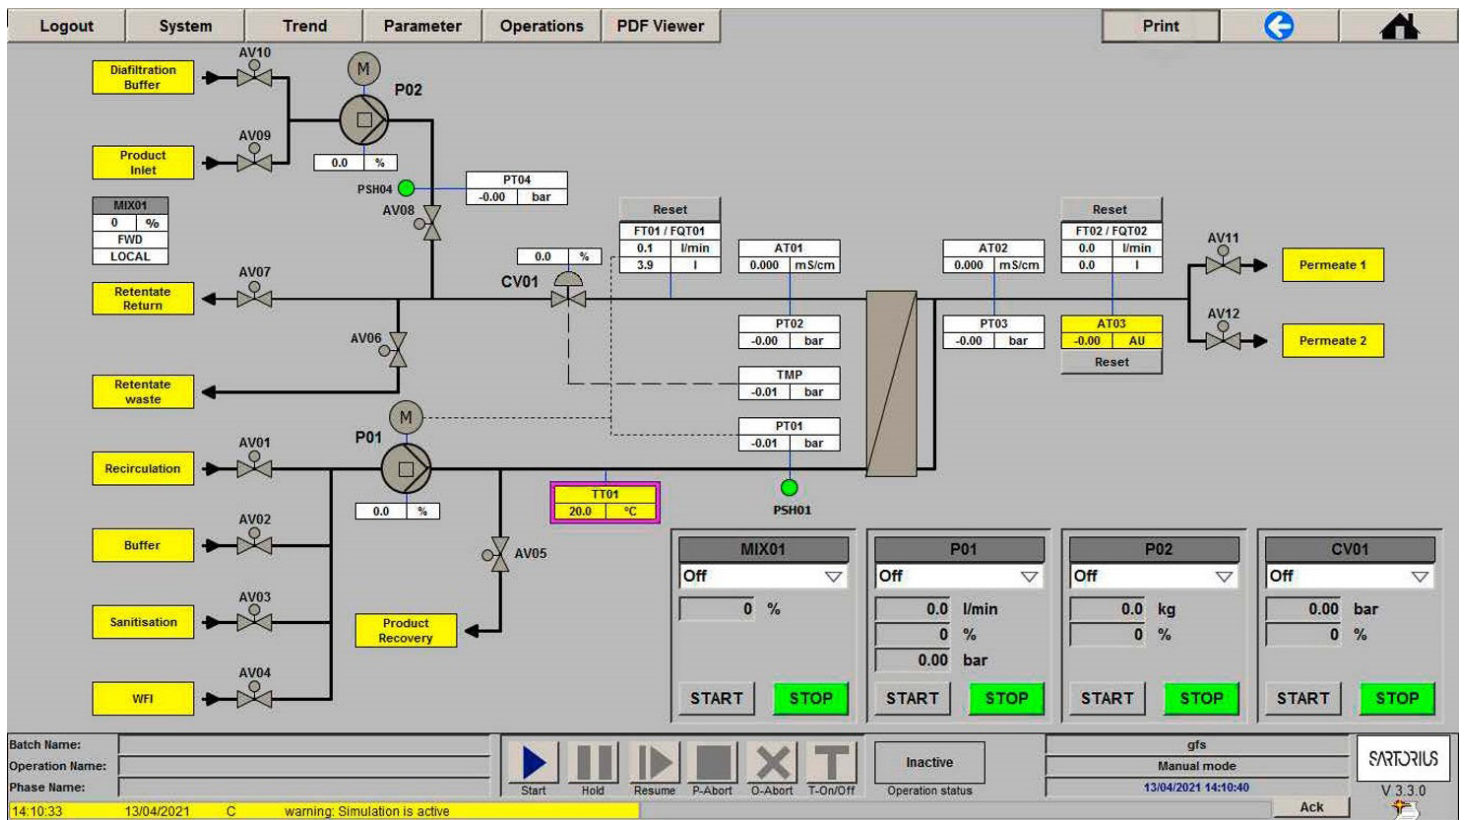 Logout System Trend Parameter Operations PDF Viewer Print
AV10
Diafiltration
Buffer
M
P02
AV09
Product
Inlet
0.0 %
PSH04
PT04
-0.00 bar
MIX01
0 %
FWD
LOCAL
AV08
Reset
FT01 / FQT01
0.1 l/min
3.9 l
AT01
0.000 mS/cm
AT02
0.000 mS/cm
Reset
FT02 / FQT02
0.0 l/min
0.0 l
AV11
Permeate 1
0.0 %
CV01
AV07
Retentate
Return
PT02
-0.00 bar
PT03
-0.00 bar
AT03
-0.00 AU
Reset
AV12
Permeate 2
AV06
TMP
-0.01 bar
Retentate
waste
M
P01
PT01
-0.01 bar
AV01
Recirculation
0.0 %
TT01
20.0 °C
PSH01
AV02
Buffer
AV05
AV03
Sanitisation
Product
Recovery
AV04
WFI
MIX01
Off
0 %
START STOP
P01
Off
0.0 l/min
0 %
0.00 bar
START STOP
P02
Off
0.0 kg
0 %
START STOP
CV01
Off
0.00 bar
0 %
START STOP
Batch Name:
Operation Name:
Phase Name:
Start Hold Resume P-Abort O-Abort T-On/Off
T
Inactive
Operation status
gfs
Manual mode
13/04/2021 14:10:40
SARTORIUS
V 3.3.0
14:10:33 13/04/2021 C warning: Simulation is active
Ack